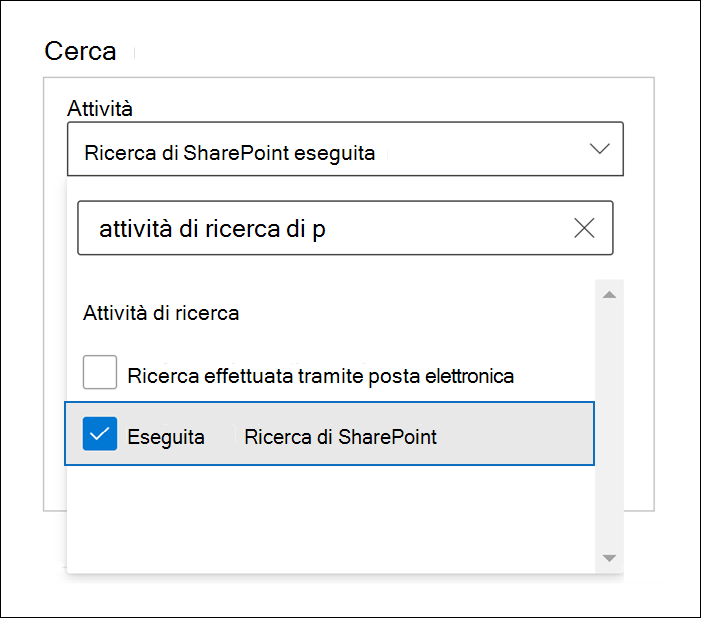 Cerca
Attività
Ricerca di SharePoint eseguita
attività di ricerca di p
Attività di ricerca
Ricerca effettuata tramite posta elettronica
Eseguita Ricerca di SharePoint